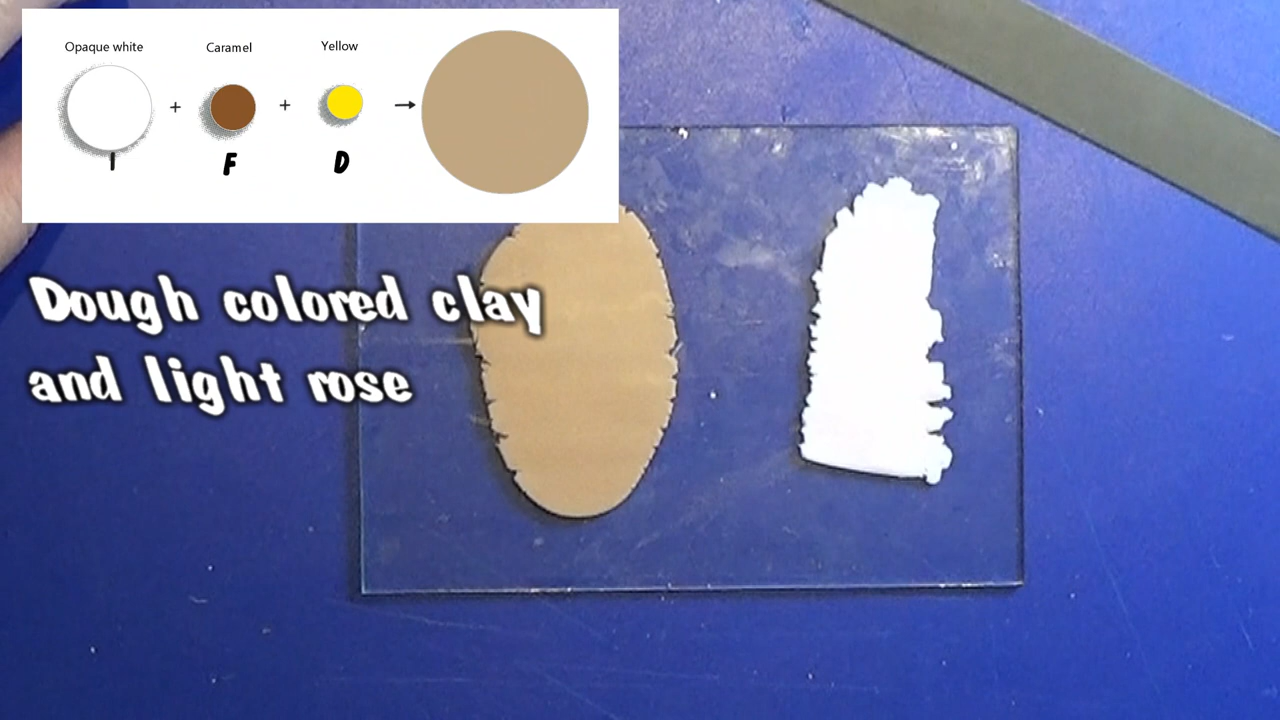 Opaque white Caramel Yellow
+ + →
I F D
Dough colored clay
and light rose